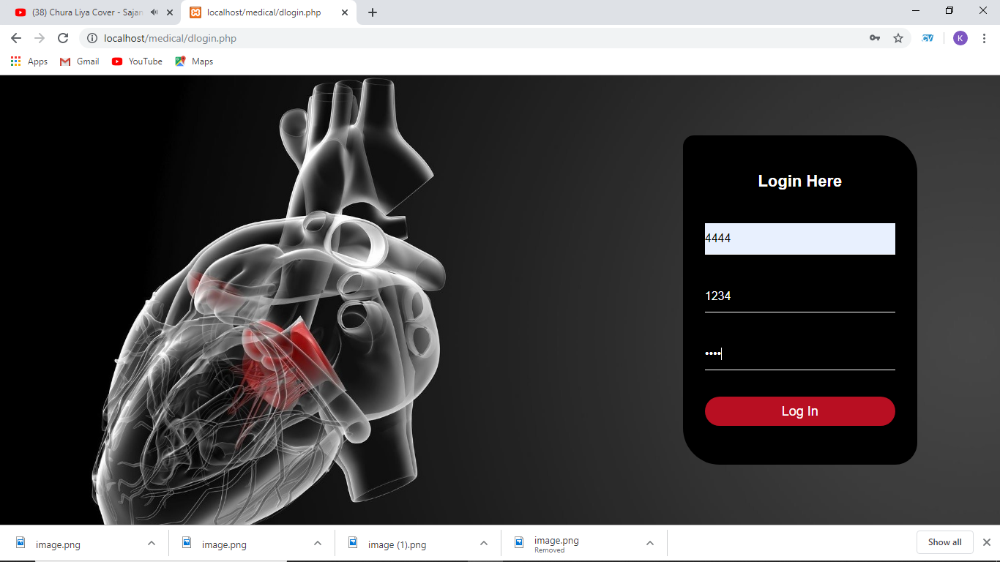 (38) Chura Liya Cover - Sajan
localhost/medical/dlogin.php
localhost/medical/dlogin.php
CV
K
Apps
Gmail
YouTube
Maps
Login Here
4444
1234
••••
Log In
image.png
image.png
image (1).png
image.png
Removed
Show all